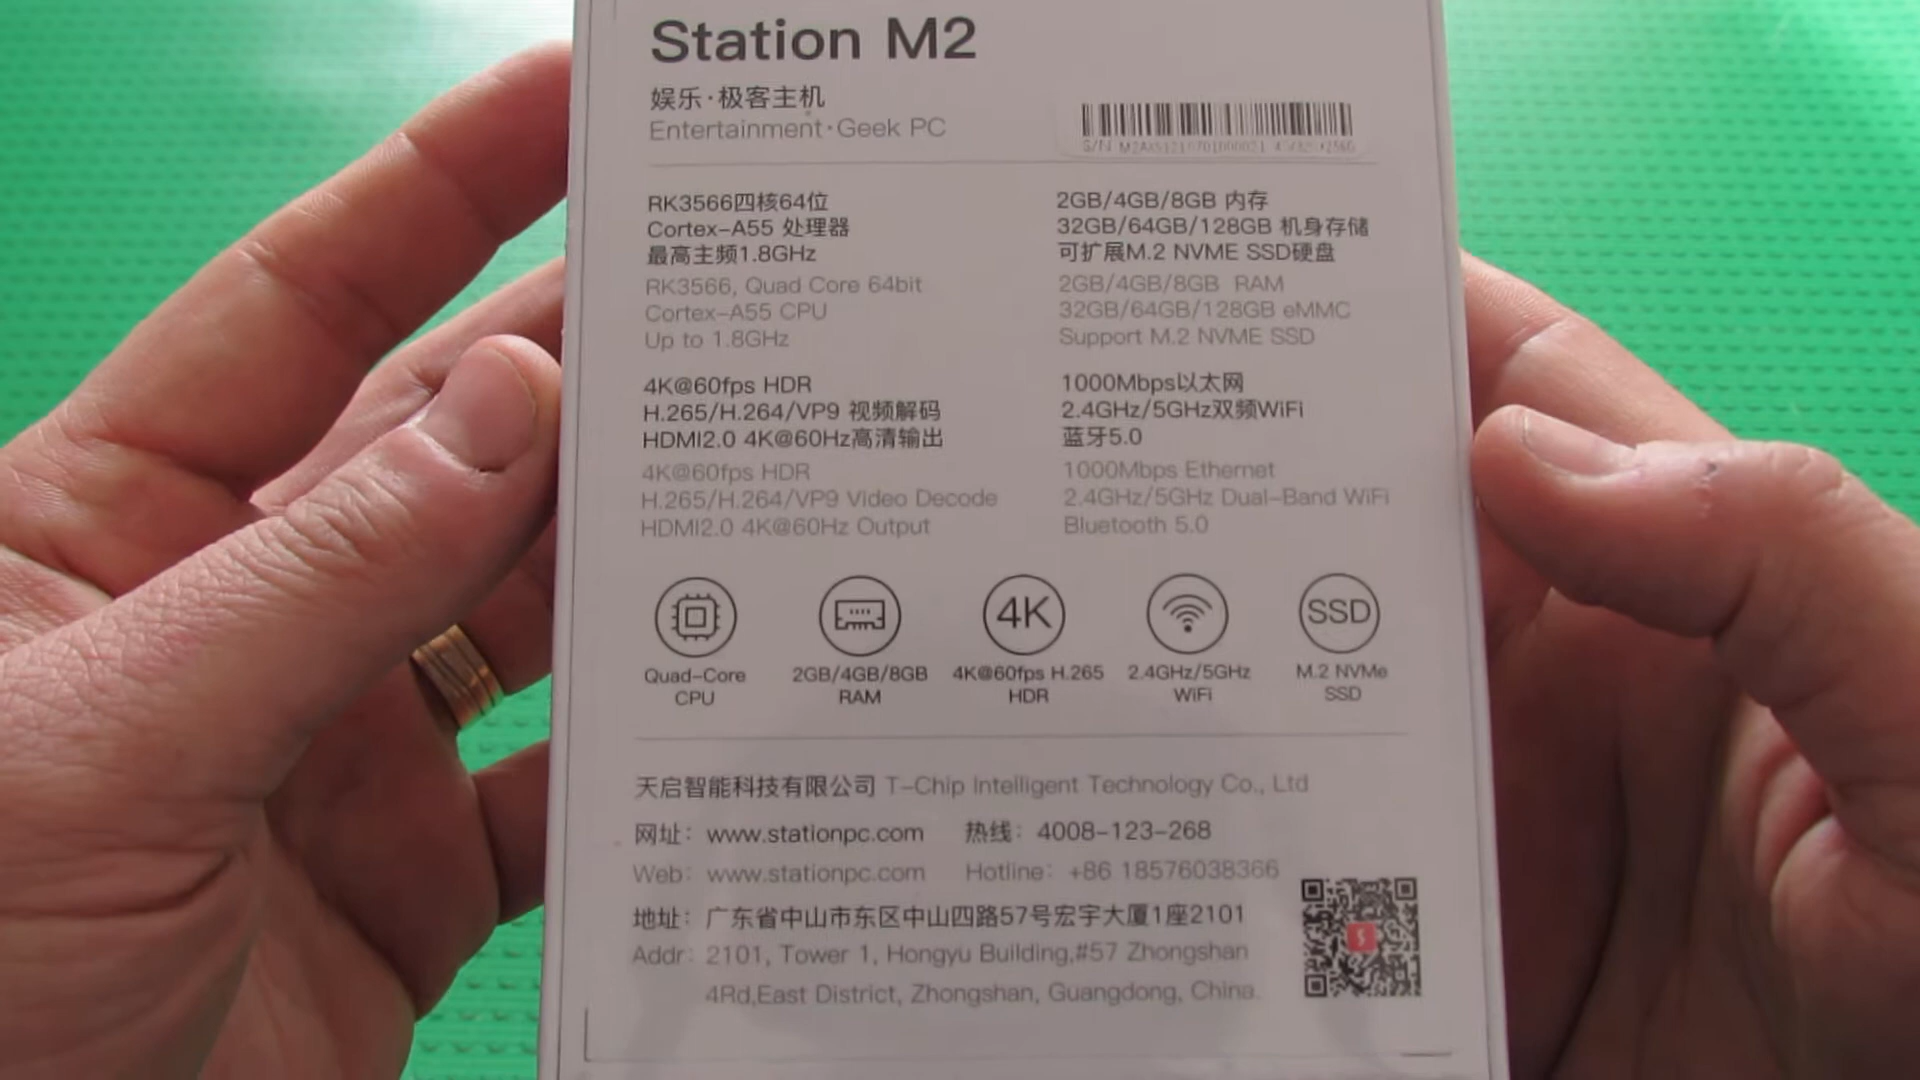 Station M2
娱乐·极客主机
Entertainment·Geek PC
RK3566四核64位
Cortex-A55 处理器
最高主频1.8GHz
RK3566, Quad Core 64bit
Cortex-A55 CPU
Up to 1.8GHz
2GB/4GB/8GB 内存
32GB/64GB/128GB 机身存储
可扩展M.2 NVME SSD硬盘
2GB/4GB/8GB RAM
32GB/64GB/128GB eMMC
Support M.2 NVME SSD
4K@60fps HDR
H.265/H.264/VP9 视频解码
HDMI2.0 4K@60Hz高清输出
4K@60fps HDR
H.265/H.264/VP9 Video Decode
HDMI2.0 4K@60Hz Output
1000Mbps以太网
2.4GHz/5GHz双频WiFi
蓝牙5.0
1000Mbps Ethernet
2.4GHz/5GHz Dual-Band WiFi
Bluetooth 5.0
4K
SSD
Quad-Core
CPU
2GB/4GB/8GB
RAM
4K@60fps H.265
HDR
2.4GHz/5GHz
WiFi
M.2 NVMe
SSD
天启智能科技有限公司 T-Chip Intelligent Technology Co., Ltd
网址：www.stationpc.com 热线：4008-123-268
Web：www.stationpc.com Hotline：+86 18576038366
地址：广东省中山市东区中山四路57号宏宇大厦1座2101
Addr：2101, Tower 1, Hongyu Building,#57 Zhongshan
4Rd,East District, Zhongshan, Guangdong, China.
S/N